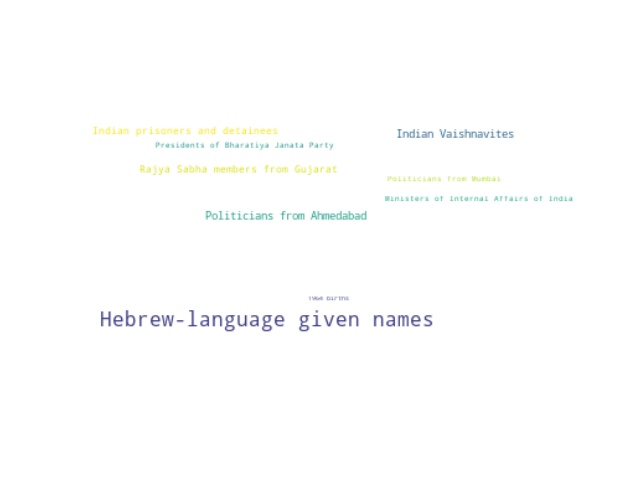 Indian prisoners and detainees
Indian Vaishnavites
Presidents of Bharatiya Janata Party
Rajya Sabha members from Gujarat
Politicians from Mumbai
Ministers of Internal Affairs of India
Politicians from Ahmedabad
births
Hebrew-language given names